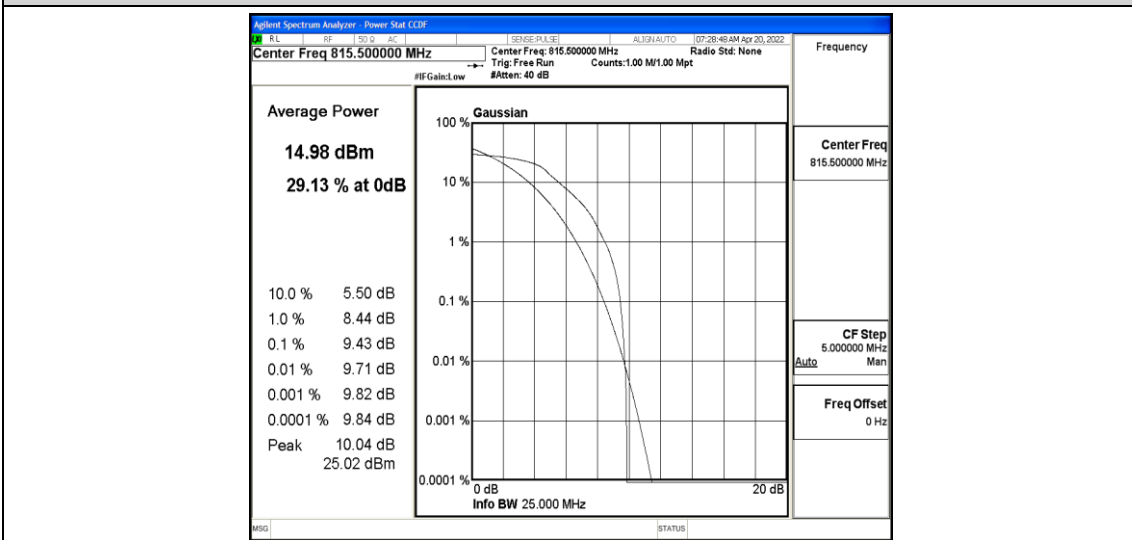 Agilent Spectrum Analyzer - Power Stat CCDF
RL RF 50 Ω AC SENSE:PULSE ALIGN AUTO 07:28:48 AM Apr 20, 2022
Center Freq 815.500000 MHz
Center Freq: 815.500000 MHz Radio Std: None
Trig: Free Run Counts:1.00 M/1.00 Mpt
#IFGain:Low #Atten: 40 dB
Frequency
Average Power
14.98 dBm
29.13 % at 0dB
10.0 % 5.50 dB
1.0 % 8.44 dB
0.1 % 9.43 dB
0.01 % 9.71 dB
0.001 % 9.82 dB
0.0001 % 9.84 dB
Peak 10.04 dB
25.02 dBm
Gaussian
100 %
10 %
1 %
0.1 %
0.01 %
0.001 %
0.0001 %
0 dB 20 dB
Info BW 25.000 MHz
Center Freq
815.500000 MHz
CF Step
5.000000 MHz
Auto Man
Freq Offset
0 Hz
MSG STATUS